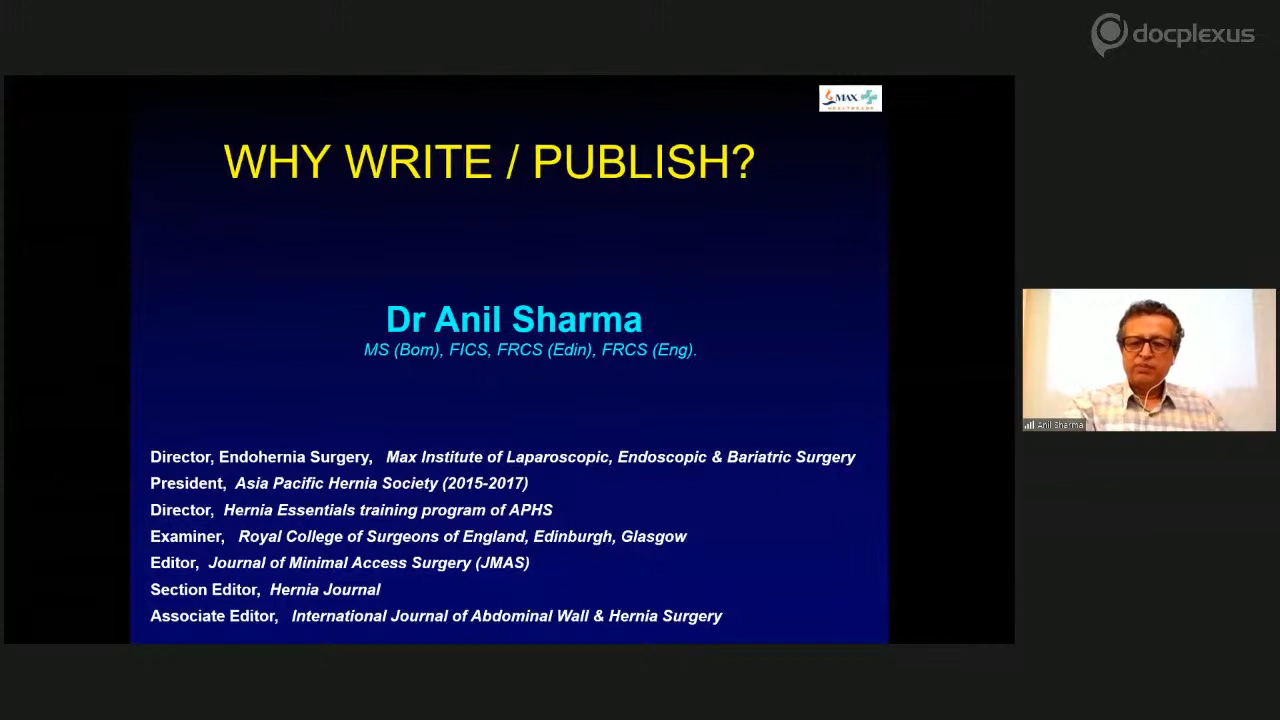 docplexus
MAX
HEALTHCARE
WHY WRITE / PUBLISH?
Dr Anil Sharma
MS (Bom), FICS, FRCS (Edin), FRCS (Eng).
Director, Endohernia Surgery, Max Institute of Laparoscopic, Endoscopic & Bariatric Surgery
President, Asia Pacific Hernia Society (2015-2017)
Director, Hernia Essentials training program of APHS
Examiner, Royal College of Surgeons of England, Edinburgh, Glasgow
Editor, Journal of Minimal Access Surgery (JMAS)
Section Editor, Hernia Journal
Associate Editor, International Journal of Abdominal Wall & Hernia Surgery
Anil Sharma